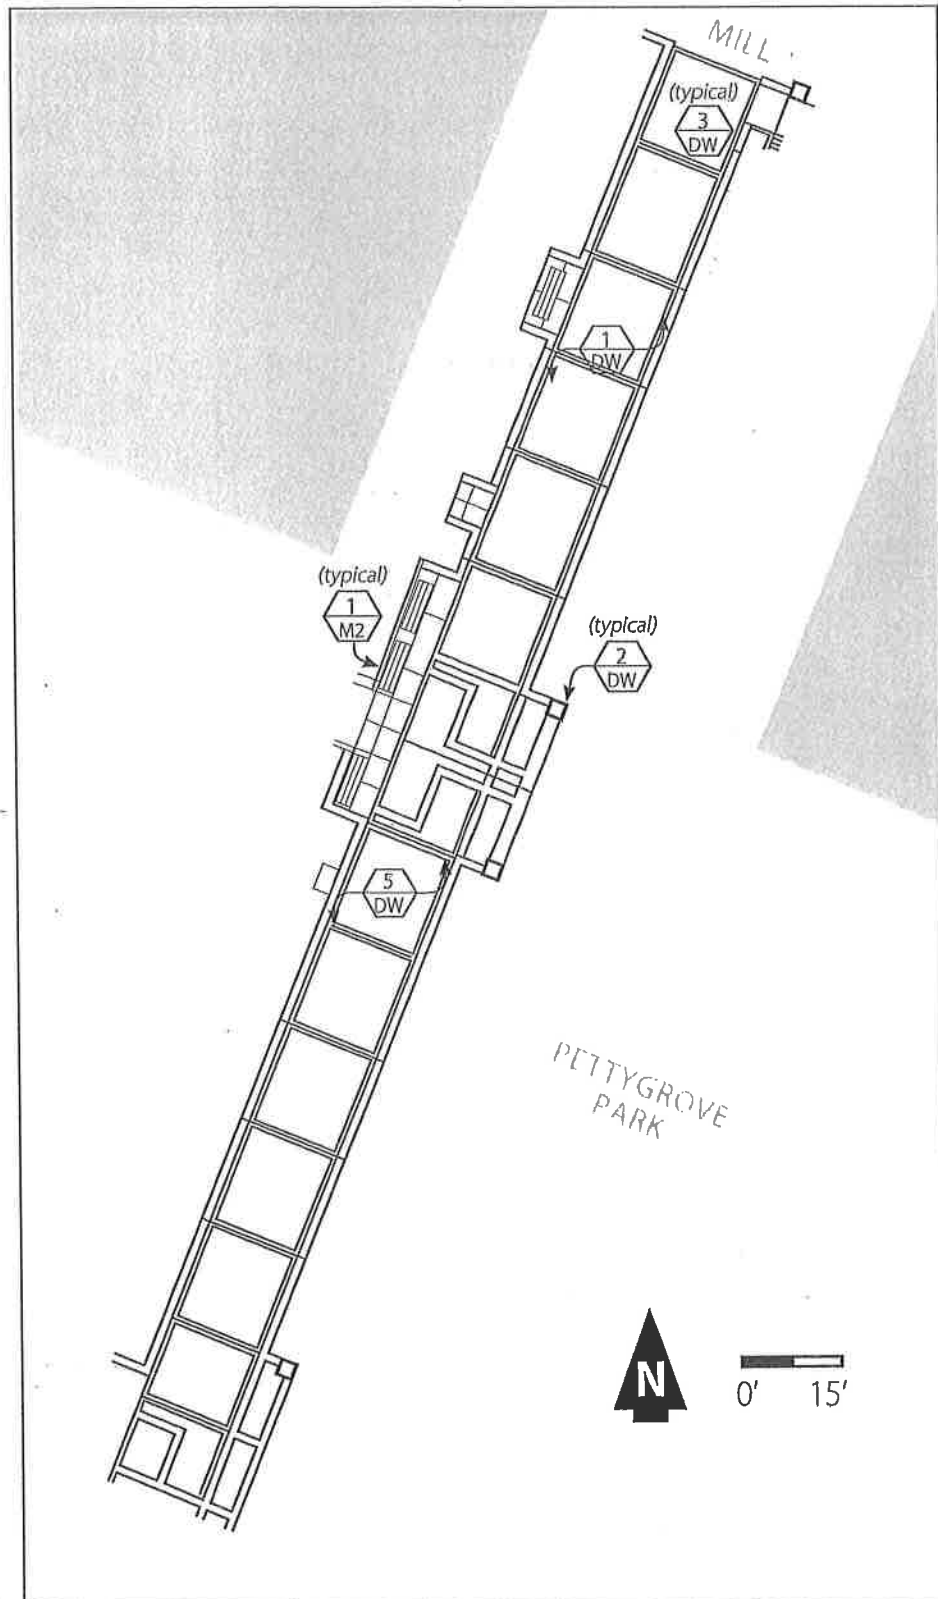 MILL
(typical)
3
DW
1
DW
(typical)
1
M2
(typical)
2
DW
5
DW
PETTYGROVE
PARK
N
0' 15'